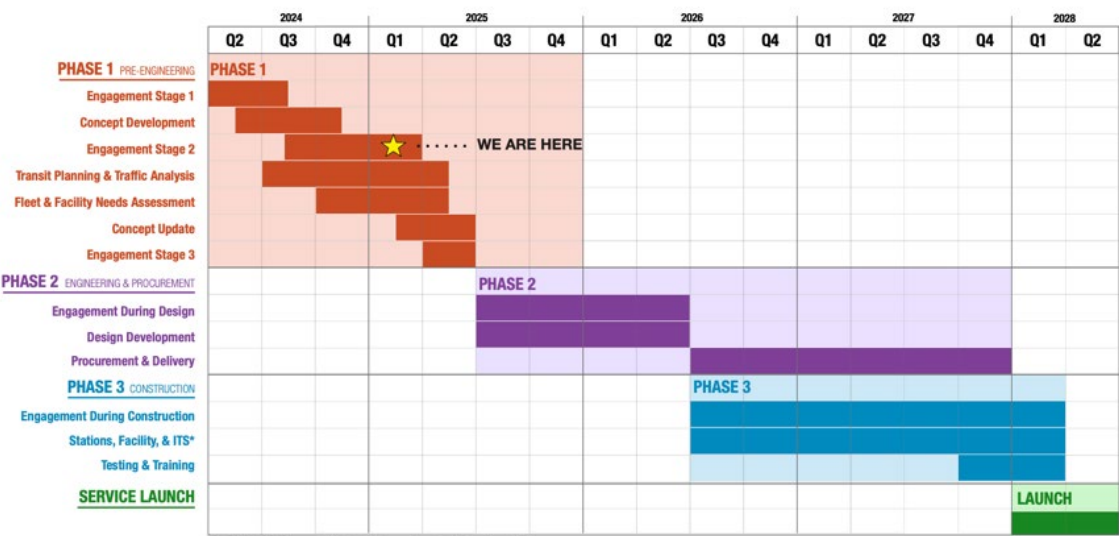 2024 2025 2026 2027 2028
Q2 Q3 Q4 Q1 Q2 Q3 Q4 Q1 Q2 Q3 Q4 Q1 Q2 Q3 Q4 Q1 Q2
PHASE 1 PRE-ENGINEERING PHASE 1
Engagement Stage 1
Concept Development
Engagement Stage 2 WE ARE HERE
Transit Planning & Traffic Analysis
Fleet & Facility Needs Assessment
Concept Update
Engagement Stage 3
PHASE 2 ENGINEERING & PROCUREMENT PHASE 2
Engagement During Design
Design Development
Procurement & Delivery
PHASE 3 CONSTRUCTION PHASE 3
Engagement During Construction
Stations, Facility, & ITS*
Testing & Training
SERVICE LAUNCH LAUNCH